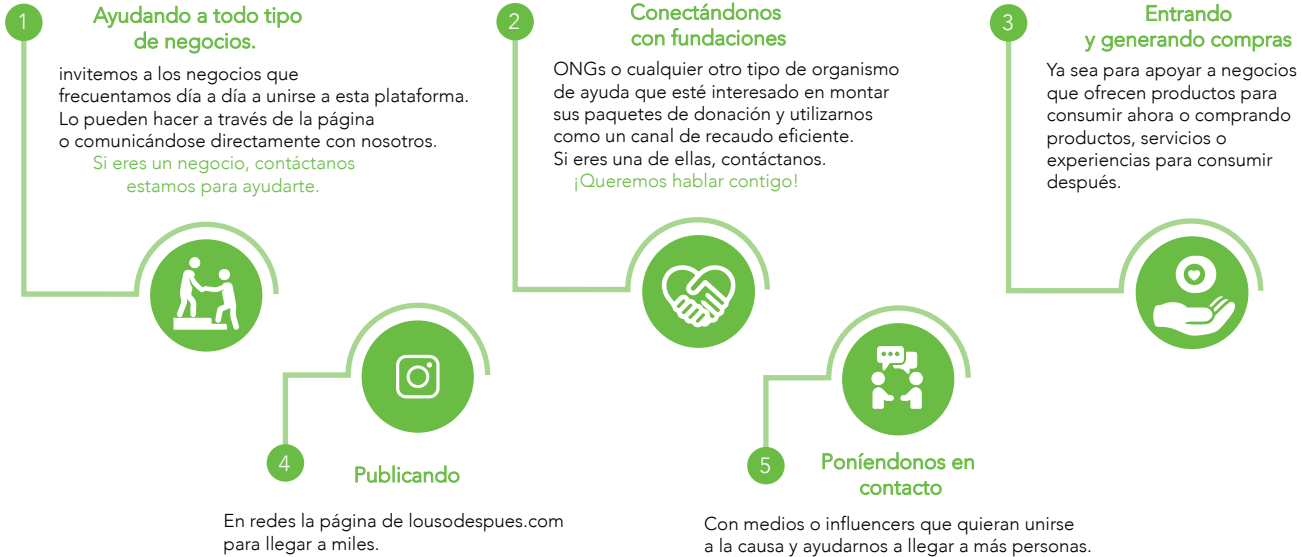 1
Ayudando a todo tipo
de negocios.
invitemos a los negocios que
frecuentamos día a día a unirse a esta plataforma.
Lo pueden hacer a través de la página
o comunicándose directamente con nosotros.
Si eres un negocio, contáctanos
estamos para ayudarte.
2
Conectándonos
con fundaciones
ONGs o cualquier otro tipo de organismo
de ayuda que esté interesado en montar
sus paquetes de donación y utilizarnos
como un canal de recaudo eficiente.
Si eres una de ellas, contáctanos.
¡Queremos hablar contigo!
3
Entrando
y generando compras
Ya sea para apoyar a negocios
que ofrecen productos para
consumir ahora o comprando
productos, servicios o
experiencias para consumir
después.
4
Publicando
En redes la página de lousodespues.com
para llegar a miles.
5
Poníendonos en
contacto
Con medios o influencers que quieran unirse
a la causa y ayudarnos a llegar a más personas.